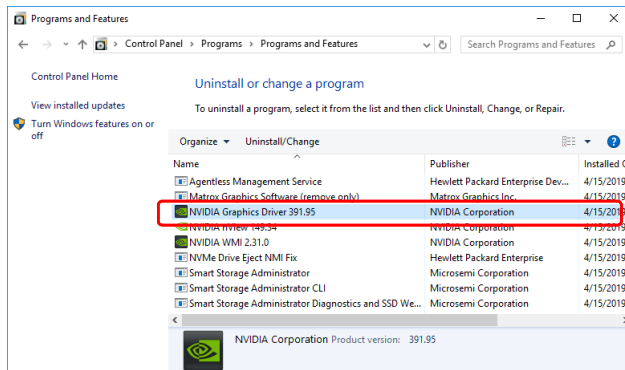 Programs and Features
Control Panel > Programs > Programs and Features
Search Programs and Features
Control Panel Home
View installed updates
Turn Windows features on or
off
Uninstall or change a program
To uninstall a program, select it from the list and then click Uninstall, Change, or Repair.
Organize Uninstall/Change
Name Publisher Installed O
Agentless Management Service Hewlett Packard Enterprise Dev... 4/15/2019
Matrox Graphics Software (remove only) Matrox Graphics Inc. 4/15/2019
NVIDIA Graphics Driver 391.95 NVIDIA Corporation 4/15/2019
NVIDIA nView 149.34 NVIDIA Corporation 4/15/2019
NVIDIA WMI 2.31.0 NVIDIA Corporation 4/15/2019
NVMe Drive Eject NMI Fix Hewlett Packard Enterprise 4/15/2019
Smart Storage Administrator Microsemi Corporation 4/15/2019
Smart Storage Administrator CLI Microsemi Corporation 4/15/2019
Smart Storage Administrator Diagnostics and SSD We... Microsemi Corporation 4/15/2019
NVIDIA Corporation Product version: 391.95